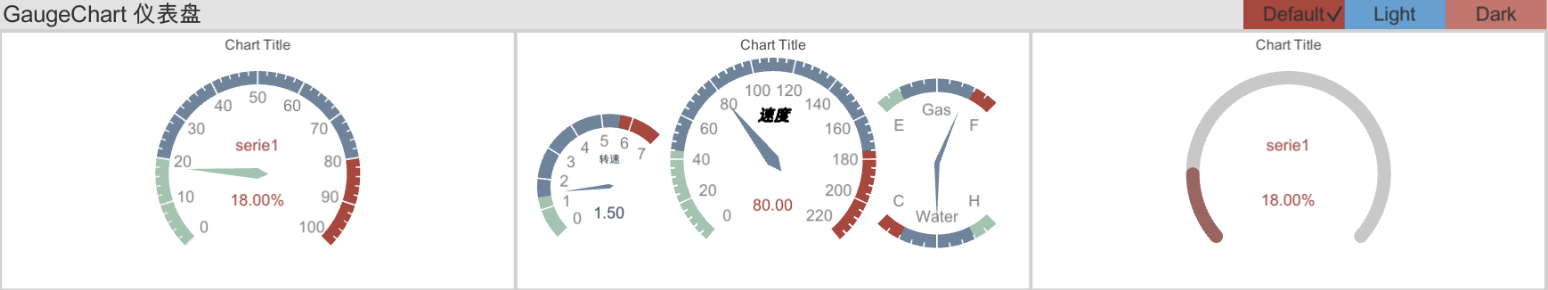 GaugeChart 仪表盘
Default✓ Light Dark
Chart Title
0 10 20 30 40 50 60 70 80 90 100
serie1
18.00%
Chart Title
0 1 2 3 4 5 6 7
转速
1.50
0 20 40 60 80 100 120 140 160 180 200 220
速度
80.00
E Gas F
C Water H
Chart Title
serie1
18.00%